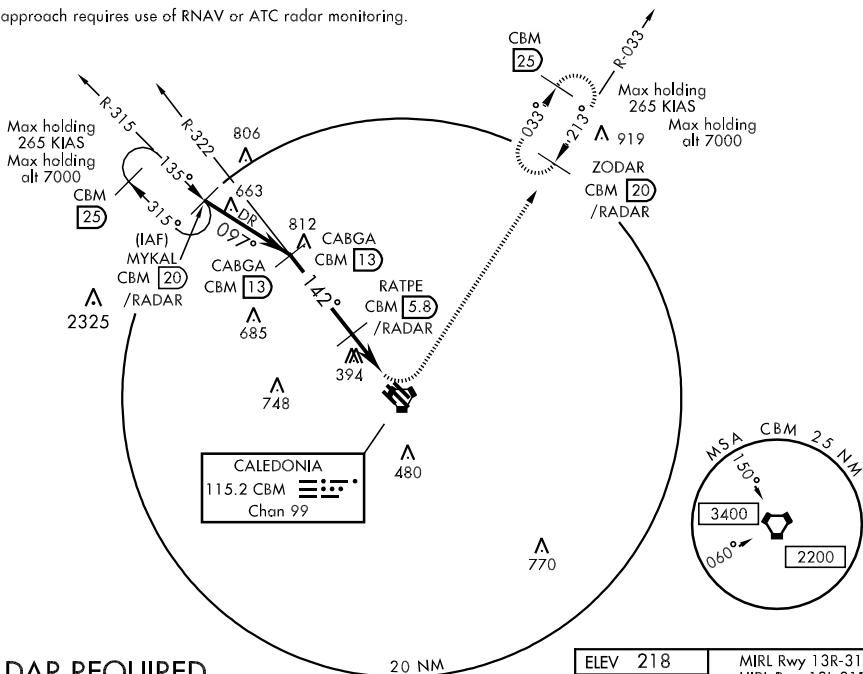 approach requires use of RNAV or ATC radar monitoring.
CBM
25
R-033
033°
213°
Max holding
265 KIAS
Max holding
alt 7000
919
ZODAR
CBM 20
/RADAR
R-315
R-322
Max holding
265 KIAS
Max holding
alt 7000
135°
315°
CBM
25
806
663
DR
097°
812
CABGA
CBM 13
(IAF)
MYKAL
CBM 20
/RADAR
CABGA
CBM 13
142°
RATPE
CBM 5.8
/RADAR
2325
685
394
748
480
CALEDONIA
115.2 CBM
Chan 99
770
MSA CBM 25 NM
150°
3400
060°
2200
20 NM
DAR REQUIRED
ELEV 218
MIRL Rwy 13R-31